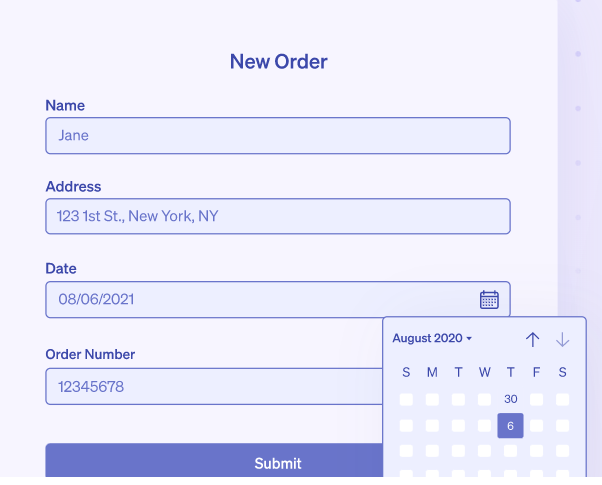 New Order
Name
Jane
Address
123 1st St., New York, NY
Date
08/06/2021
Order Number
12345678
Submit
August 2020
S M T W T F S
30
6